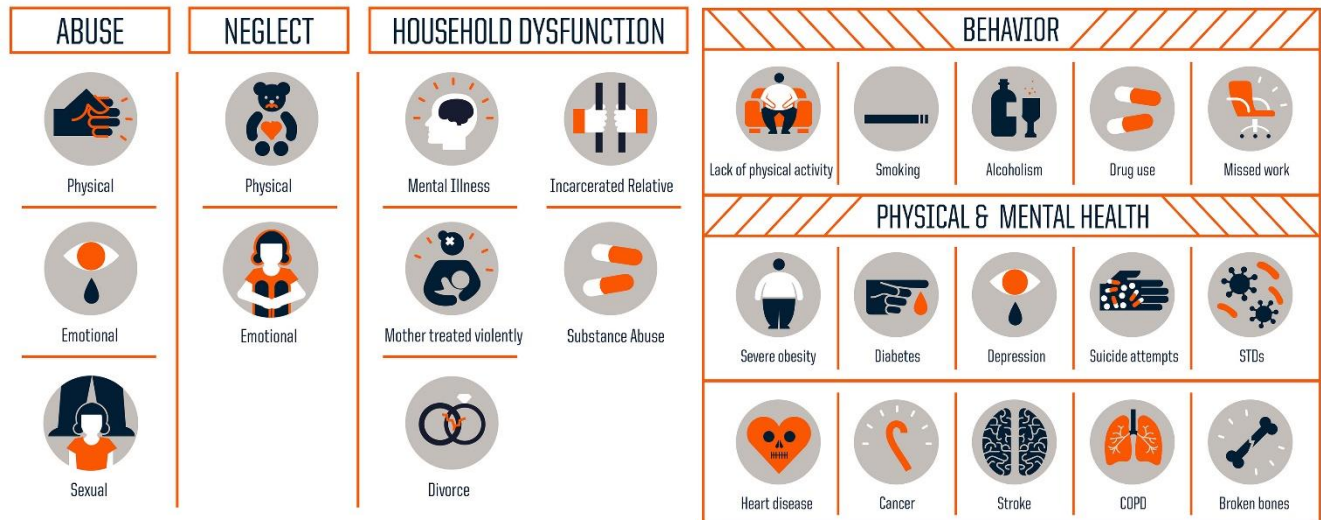 ABUSE
NEGLECT
HOUSEHOLD DYSFUNCTION
Physical
Physical
Mental Illness
Incarcerated Relative
Emotional
Emotional
Mother treated violently
Substance Abuse
Sexual
Divorce
BEHAVIOR
Lack of physical activity
Smoking
Alcoholism
Drug use
Missed work
PHYSICAL & MENTAL HEALTH
Severe obesity
Diabetes
Depression
Suicide attempts
STDs
Heart disease
Cancer
Stroke
COPD
Broken bones